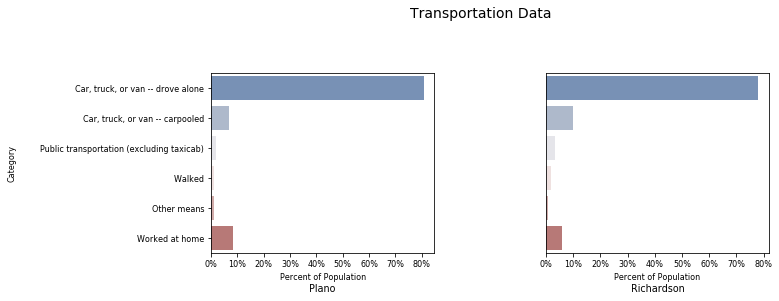 Transportation Data
Category
Car, truck, or van -- drove alone
Car, truck, or van -- carpooled
Public transportation (excluding taxicab)
Walked
Other means
Worked at home
0% 10% 20% 30% 40% 50% 60% 70% 80%
Percent of Population
Plano
0% 10% 20% 30% 40% 50% 60% 70% 80%
Percent of Population
Richardson